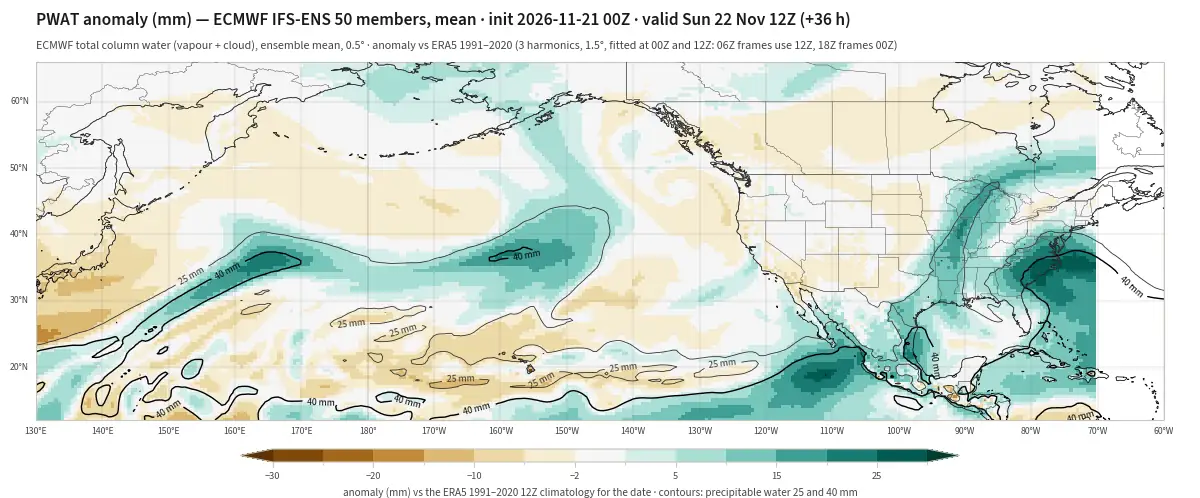 PWAT anomaly (mm) — ECMWF IFS-ENS 50 members, mean · init 2026-11-21 00Z · valid Sun 22 Nov 12Z (+36 h)
ECMWF total column water (vapour + cloud), ensemble mean, 0.5° · anomaly vs ERA5 1991–2020 (3 harmonics, 1.5°, fitted at 00Z and 12Z: 06Z frames use 12Z, 18Z frames 00Z)
60°N
50°N
40°N
25 mm
40 mm
40 mm
40 mm
30°N
25 mm
25 mm
40 mm
20°N
25 mm
25 mm
25 mm
25 mm
40 mm
40 mm
40 mm
40 mm
40 mm
130°E 140°E 150°E 160°E 170°E 180° 170°W 160°W 150°W 140°W 130°W 120°W 110°W 100°W 90°W 80°W 70°W 60°W
−30 −20 −10 −2 5 15 25
anomaly (mm) vs the ERA5 1991–2020 12Z climatology for the date · contours: precipitable water 25 and 40 mm